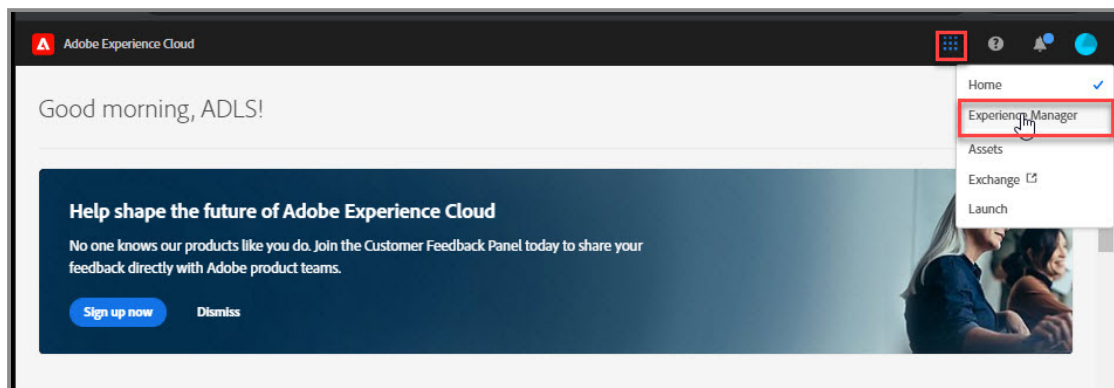 Adobe Experience Cloud
Home
Good morning, ADLS!
Experience Manager
Assets
Exchange
Launch
Help shape the future of Adobe Experience Cloud
No one knows our products like you do. Join the Customer Feedback Panel today to share your
feedback directly with Adobe product teams.
Sign up now Dismiss